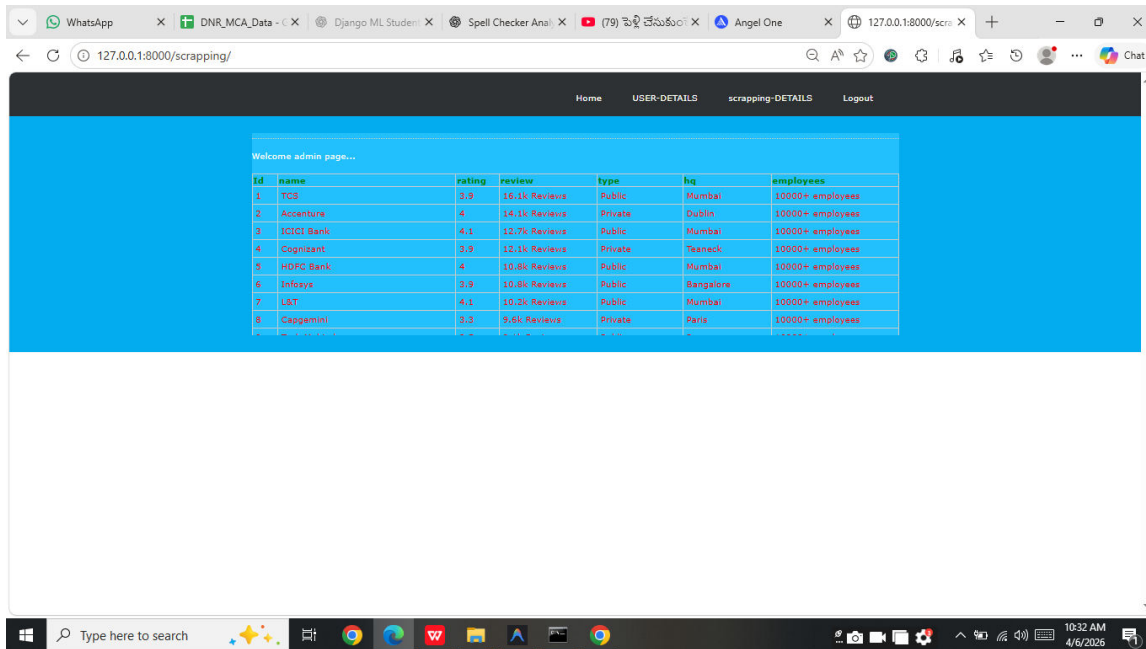 WhatsApp DNR_MCA_Data - Django ML Student Spell Checker Anal (79) పెళ్లి చేసుకుం Angel One 127.0.0.1:8000/scra
127.0.0.1:8000/scrapping/ Chat
Home USER-DETAILS scrapping-DETAILS Logout
Welcome admin page...
Id name rating review type hq employees
1 TCS 3.9 16.1k Reviews Public Mumbai 10000+ employees
2 Accenture 4 14.1k Reviews Private Dublin 10000+ employees
3 ICICI Bank 4.1 12.7k Reviews Public Mumbai 10000+ employees
4 Cognizant 3.9 12.1k Reviews Private Teaneck 10000+ employees
5 HDFC Bank 4 10.8k Reviews Public Mumbai 10000+ employees
6 Infosys 3.9 10.8k Reviews Public Bangalore 10000+ employees
7 L&T 4.1 10.2k Reviews Public Mumbai 10000+ employees
8 Capgemini 3.3 9.6k Reviews Private Paris 10000+ employees
Type here to search 10:32 AM
4/6/2026